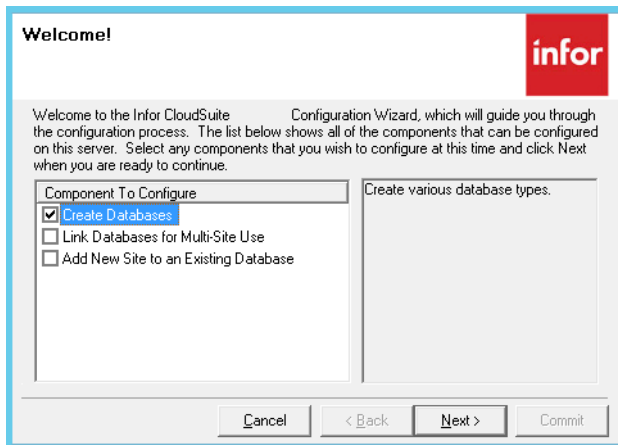 Welcome!
infor
Welcome to the Infor CloudSuite Configuration Wizard, which will guide you through
the configuration process. The list below shows all of the components that can be configured
on this server. Select any components that you wish to configure at this time and click Next
when you are ready to continue.
Component To Configure
Create Databases
Link Databases for Multi-Site Use
Add New Site to an Existing Database
Create various database types.
Cancel
< Back
Next >
Commit